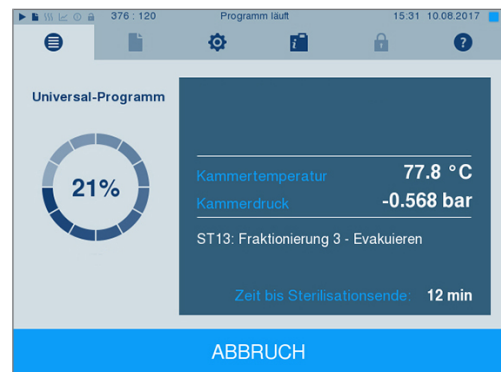 376 : 120 Programm läuft 15:31 10.08.2017
Universal-Programm
21%
Kammertemperatur 77.8 °C
Kammerdruck -0.568 bar
ST13: Fraktionierung 3 - Evakuieren
Zeit bis Sterilisationsende: 12 min
ABBRUCH